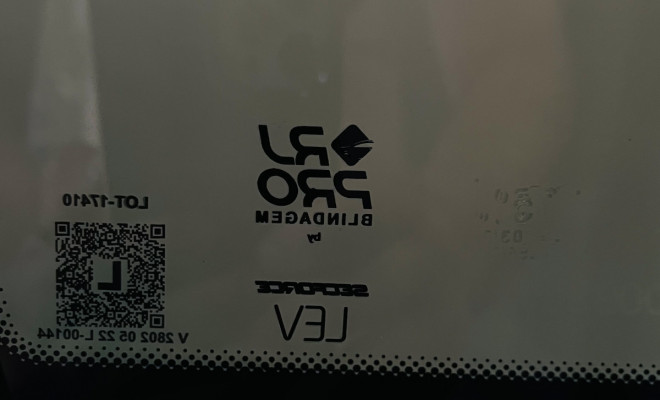 RJ
PRO
BLINDAGEM
by
SECFORCE
LEV
LOT-17410
L
V 2802 05 22 L-00144